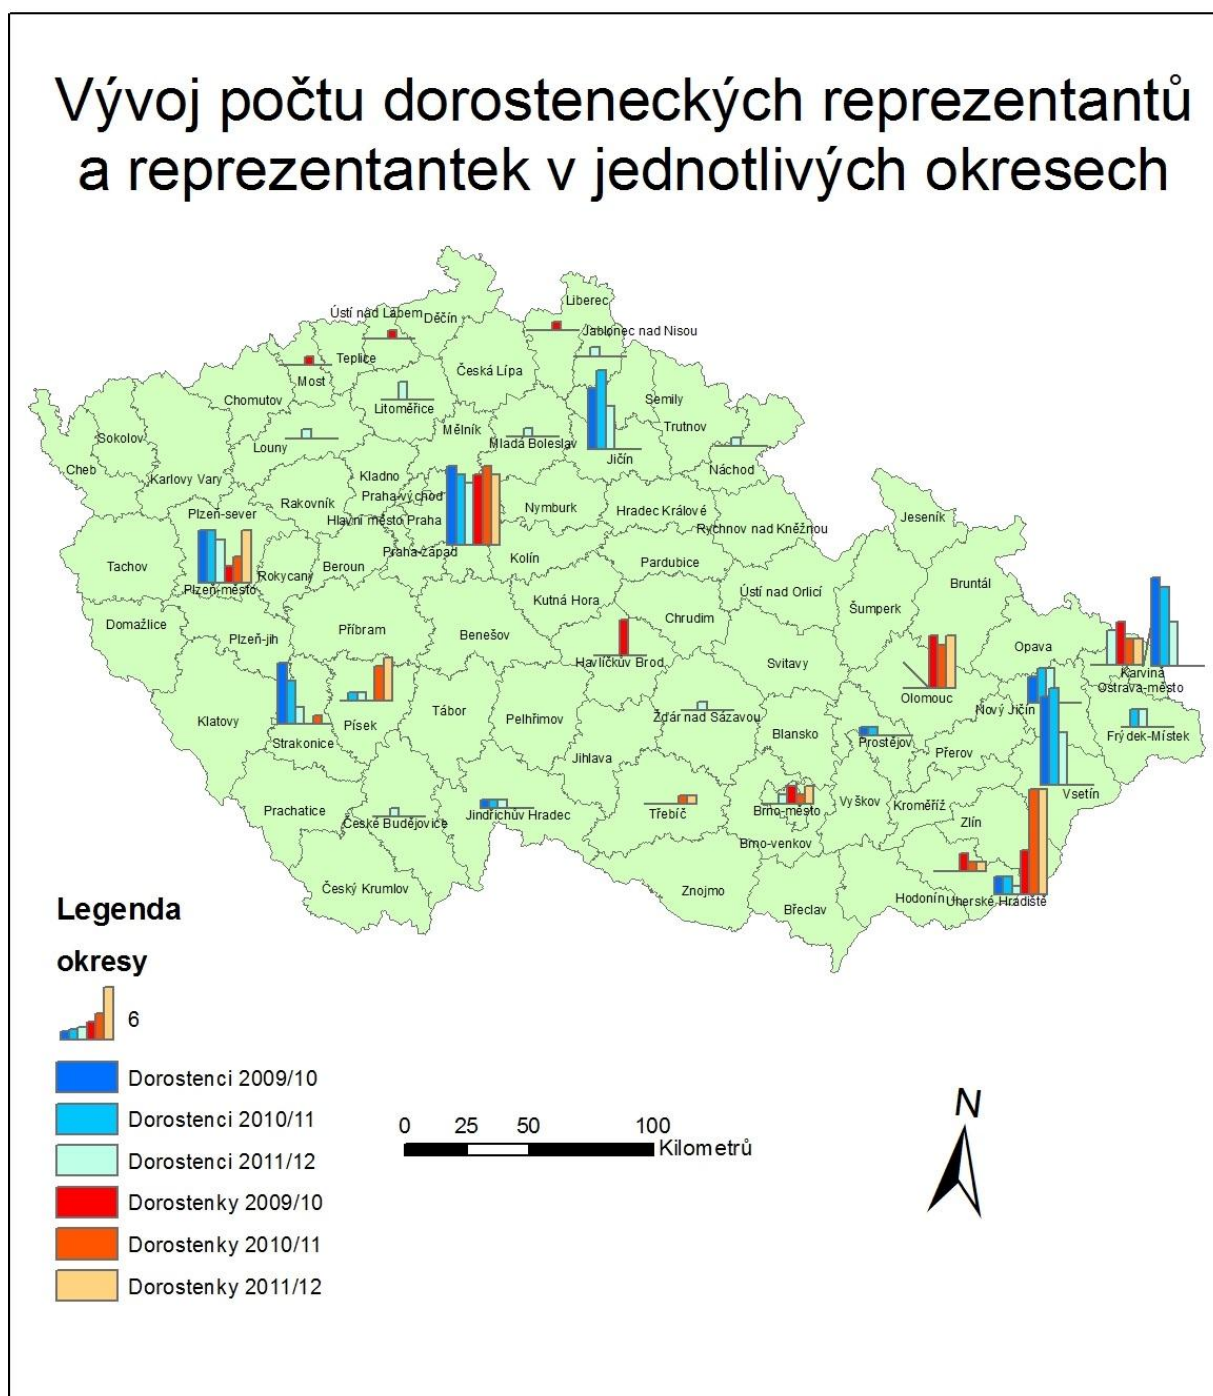 Vývoj počtu dorosteneckých reprezentantů
a reprezentantek v jednotlivých okresech
Liberec
Ústí nad Labem
Děčín
Jablonec nad Nisou
Teplice
Most
Česká Lípa
Chomutov
Litoměřice
Semily
Trutnov
Sokolov
Louny
Mělník
Mladá Boleslav
Jičín
Cheb
Karlovy Vary
Kladno
Náchod
Rakovník
Praha-východ
Nymburk
Hradec Králové
Plzeň-sever
Hlavní město Praha
Rychnov nad Kněžnou
Jeseník
Praha-západ
Kolín
Tachov
Rokycany
Beroun
Pardubice
Plzeň-město
Bruntál
Kutná Hora
Ústí nad Orlicí
Šumperk
Domažlice
Plzeň-jih
Příbram
Benešov
Chrudim
Opava
Havlíčkův Brod
Svitavy
Karviná
Ostrava-město
Olomouc
Nový Jičín
Klatovy
Písek
Tábor
Pelhřimov
Žďár nad Sázavou
Blansko
Prostějov
Přerov
Frýdek-Místek
Strakonice
Jihlava
Vsetín
Prachatice
České Budějovice
Jindřichův Hradec
Třebíč
Brno-město
Vyškov
Kroměříž
Zlín
Brno-venkov
Český Krumlov
Znojmo
Břeclav
Hodonín
Uherské Hradiště
Legenda
okresy
6
Dorostenci 2009/10
Dorostenci 2010/11
Dorostenci 2011/12
Dorostenky 2009/10
Dorostenky 2010/11
Dorostenky 2011/12
0 25 50 100
Kilometrů
N